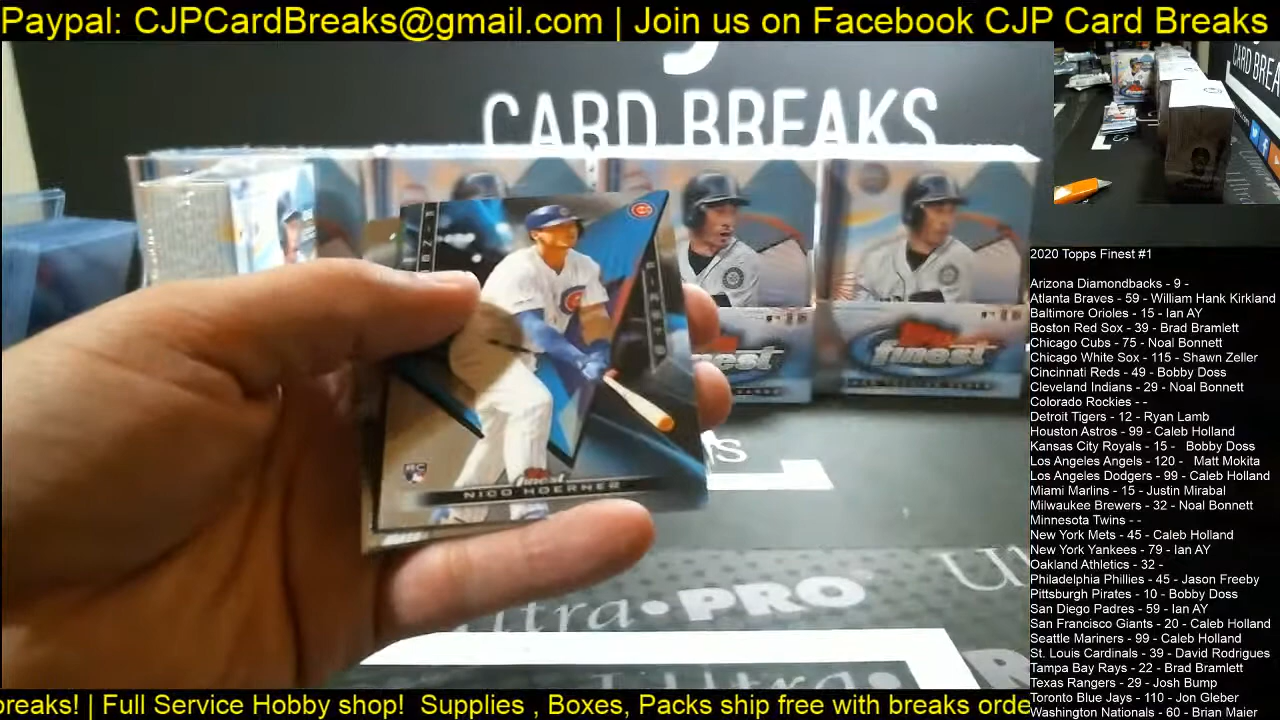 Paypal: CJPCardBreaks@gmail.com | Join us on Facebook CJP Card Breaks
CARD BREAKS
CARD BREA
FINEST
NICO HOERNER
RC
Topps
finest
finest
Ultra•PRO
2020 Topps Finest #1
Arizona Diamondbacks - 9 -
Atlanta Braves - 59 - William Hank Kirkland
Baltimore Orioles - 15 - Ian AY
Boston Red Sox - 39 - Brad Bramlett
Chicago Cubs - 75 - Noal Bonnett
Chicago White Sox - 115 - Shawn Zeller
Cincinnati Reds - 49 - Bobby Doss
Cleveland Indians - 29 - Noal Bonnett
Colorado Rockies - -
Detroit Tigers - 12 - Ryan Lamb
Houston Astros - 99 - Caleb Holland
Kansas City Royals - 15 - Bobby Doss
Los Angeles Angels - 120 - Matt Mokita
Los Angeles Dodgers - 99 - Caleb Holland
Miami Marlins - 15 - Justin Mirabal
Milwaukee Brewers - 32 - Noal Bonnett
Minnesota Twins - -
New York Mets - 45 - Caleb Holland
New York Yankees - 79 - Ian AY
Oakland Athletics - 32 -
Philadelphia Phillies - 45 - Jason Freeby
Pittsburgh Pirates - 10 - Bobby Doss
San Diego Padres - 59 - Ian AY
San Francisco Giants - 20 - Caleb Holland
Seattle Mariners - 99 - Caleb Holland
St. Louis Cardinals - 39 - David Rodrigues
Tampa Bay Rays - 22 - Brad Bramlett
Texas Rangers - 29 - Josh Bump
Toronto Blue Jays - 110 - Jon Gleber
Washington Nationals - 60 - Brian Maier
breaks! | Full Service Hobby shop! Supplies , Boxes, Packs ship free with breaks orde